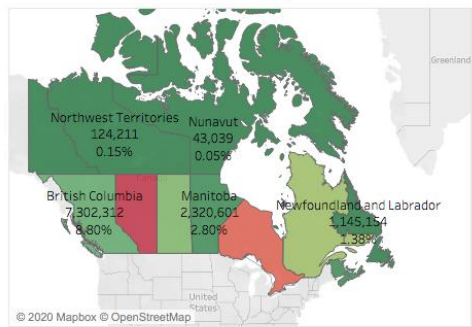 Greenland
Northwest Territories
124,211
0.15%
Nunavut
43,039
0.05%
British Columbia
7,302,312
8.80%
Manitoba
2,320,601
2.80%
Newfoundland and Labrador
1,145,154
1.38%
United
States
© 2020 Mapbox © OpenStreetMap